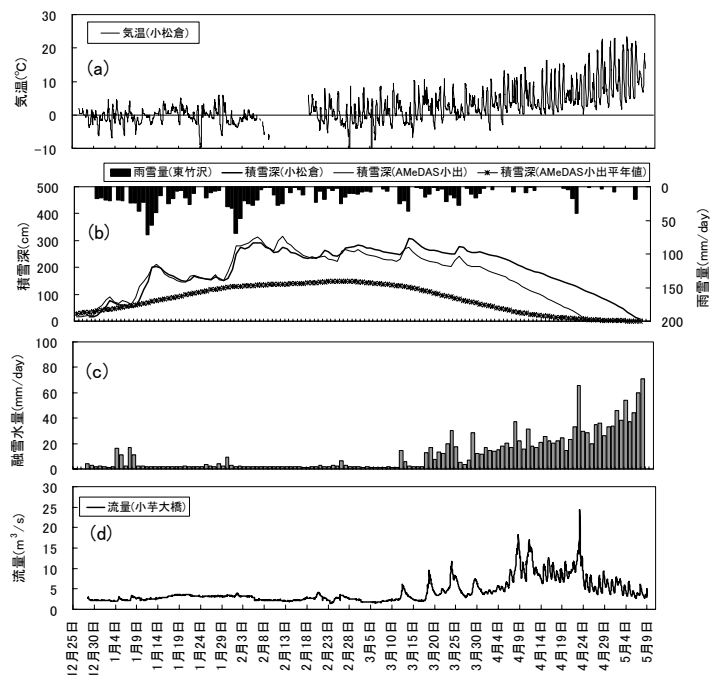 30
20
10
0
-10
気温(℃)
気温(小松倉)
(a)
雨雪量(東竹沢) 積雪深(小松倉) 積雪深(AMeDAS小出) 積雪深(AMeDAS小出平年値)
500
400
300
200
100
0
積雪深(cm)
(b)
0
50
100
150
200
雨雪量(mm/day)
100
80
60
40
20
0
融雪水量(mm/day)
(c)
30
25
20
15
10
5
0
流量(m³/s)
流量(小芋大橋)
(d)
12月25日
12月30日
1月4日
1月9日
1月14日
1月19日
1月24日
1月29日
2月3日
2月8日
2月13日
2月18日
2月23日
2月28日
3月5日
3月10日
3月15日
3月20日
3月25日
3月30日
4月4日
4月9日
4月14日
4月19日
4月24日
4月29日
5月4日
5月9日